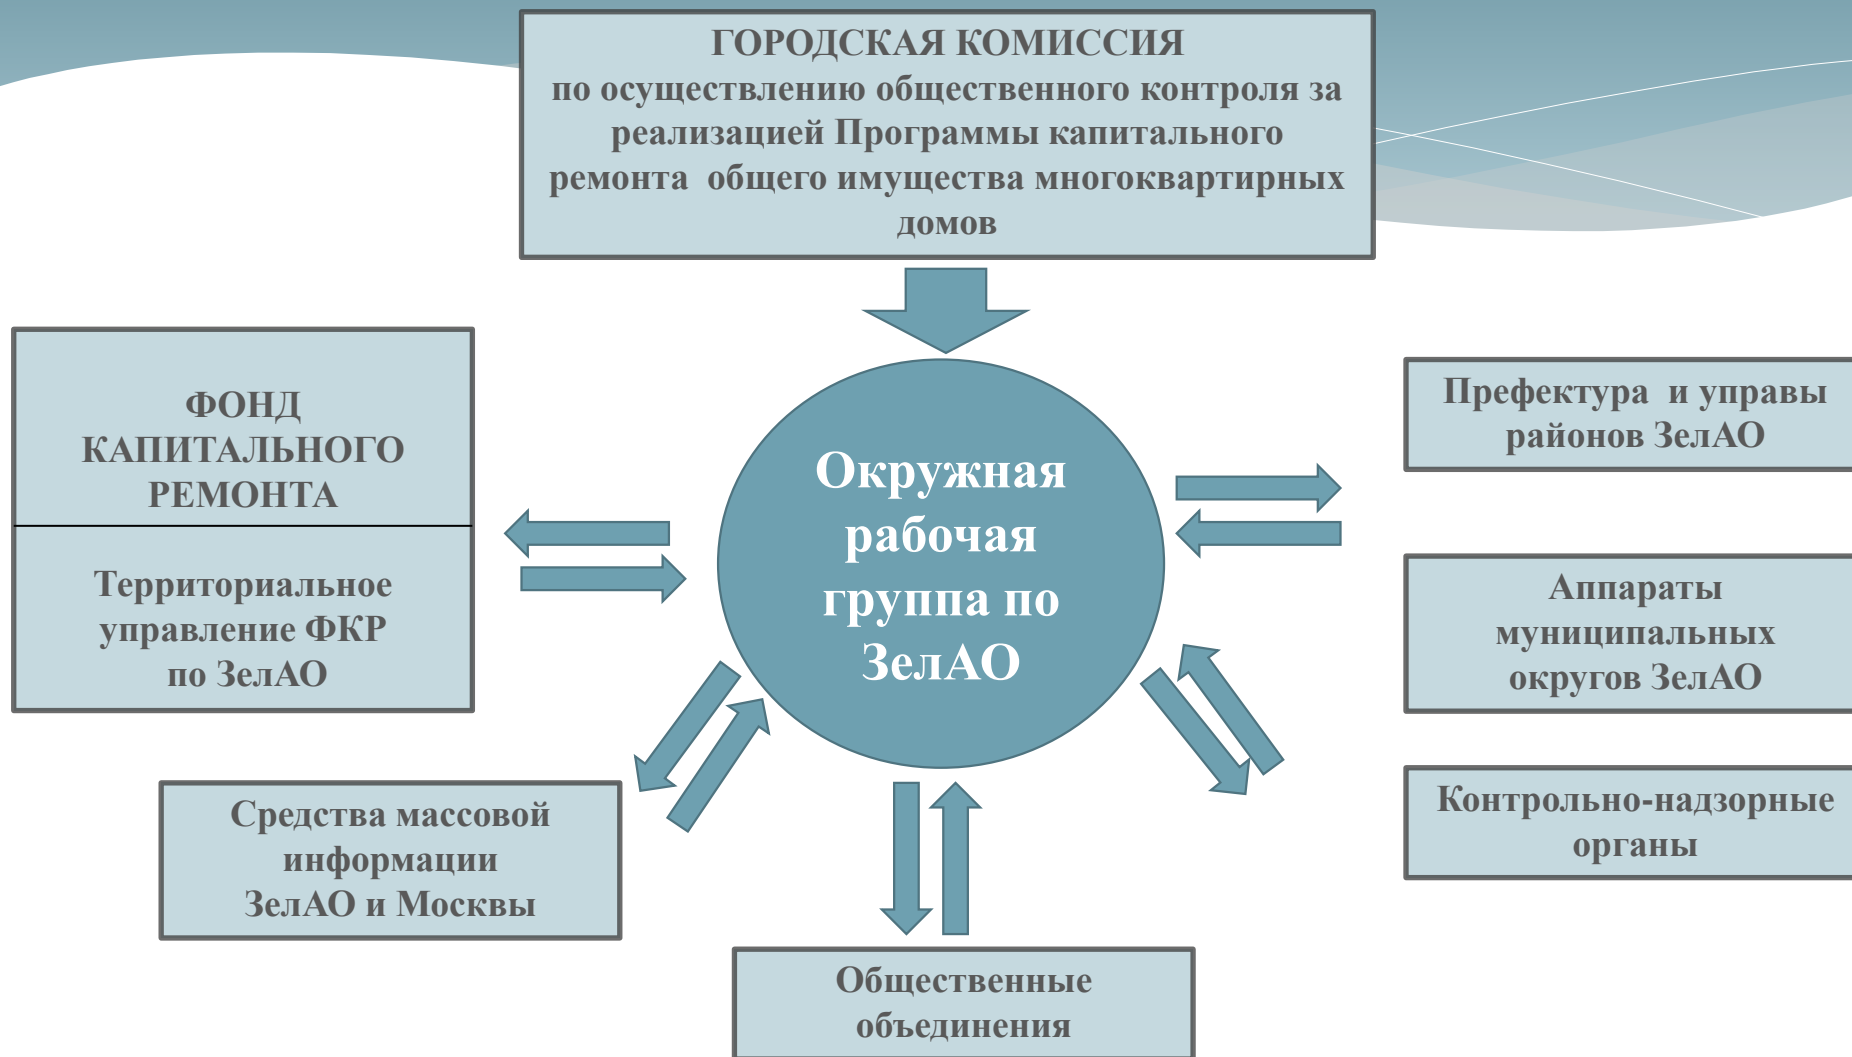 ГОРОДСКАЯ КОМИССИЯ
по осуществлению общественного контроля за
реализацией Программы капитального
ремонта общего имущества многоквартирных
домов
ФОНД
КАПИТАЛЬНОГО
РЕМОНТА
Территориальное
управление ФКР
по ЗелАО
Окружная
рабочая
группа по
ЗелАО
Префектура и управы
районов ЗелАО
Аппараты
муниципальных
округов ЗелАО
Контрольно-надзорные
органы
Средства массовой
информации
ЗелАО и Москвы
Общественные
объединения